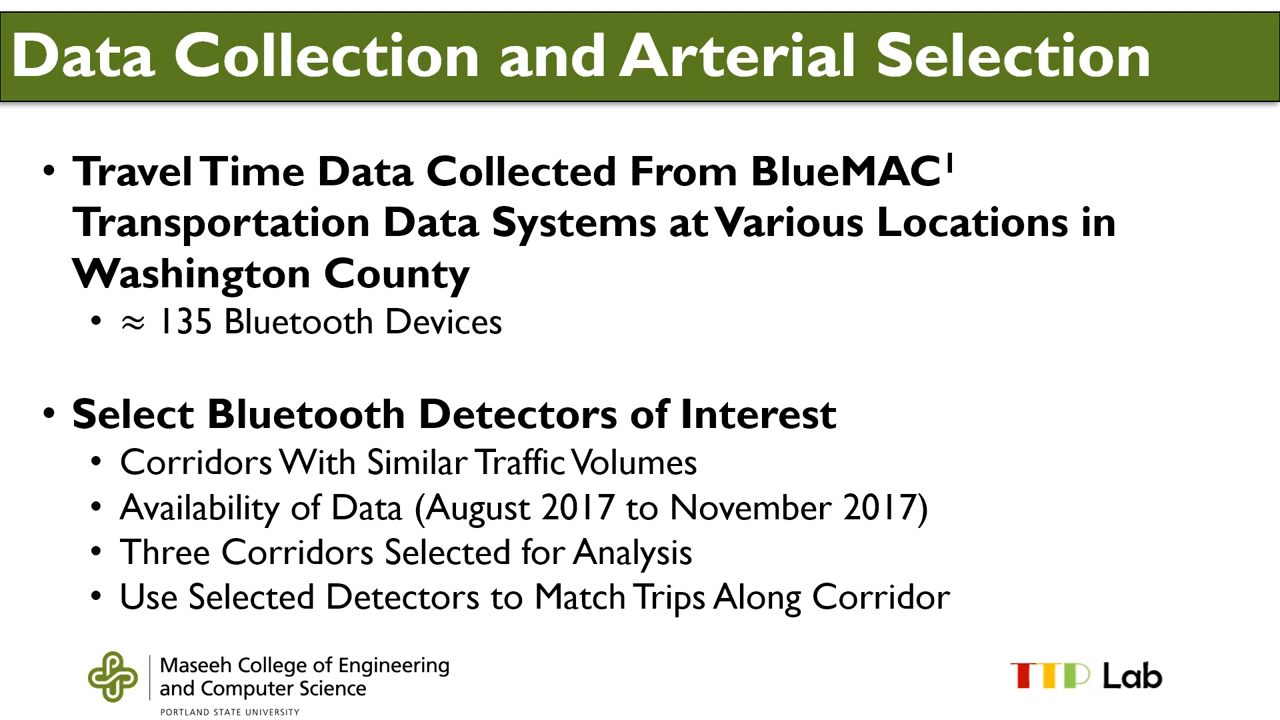 Data Collection and Arterial Selection
• Travel Time Data Collected From BlueMAC¹
Transportation Data Systems at Various Locations in
Washington County
• ≈ 135 Bluetooth Devices
• Select Bluetooth Detectors of Interest
• Corridors With Similar Traffic Volumes
• Availability of Data (August 2017 to November 2017)
• Three Corridors Selected for Analysis
• Use Selected Detectors to Match Trips Along Corridor
Maseeh College of Engineering
and Computer Science
PORTLAND STATE UNIVERSITY
TTP Lab